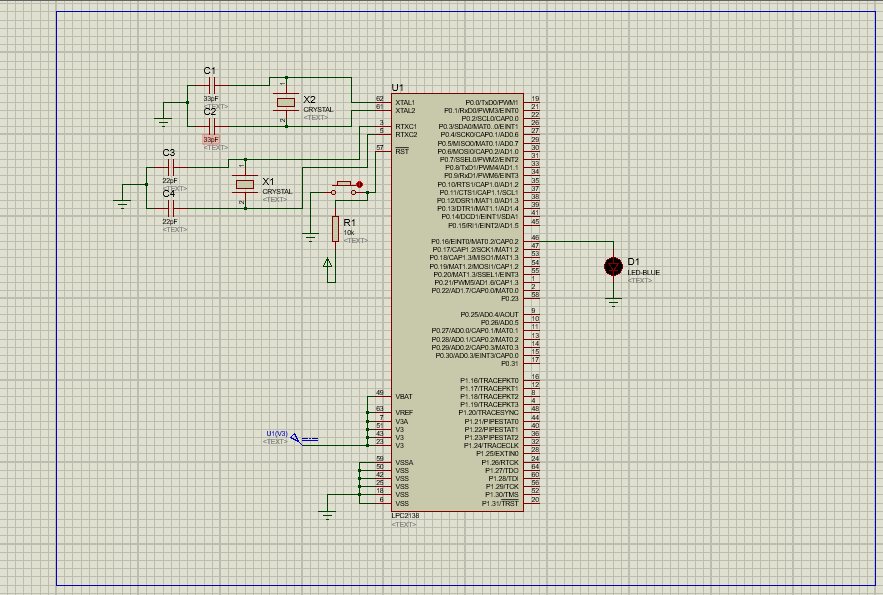 C1
33pF
<TEXT>
C2
33pF
<TEXT>
X2
CRYSTAL
<TEXT>
C3
22pF
<TEXT>
C4
22pF
<TEXT>
X1
CRYSTAL
<TEXT>
R1
10k
<TEXT>
U1
62 XTAL1
61 XTAL2
3 RTXC1
5 RTXC2
57 RST
49 VBAT
63 VREF
7 V3A
51 V3
43 V3
23 V3
59 VSSA
50 VSS
42 VSS
25 VSS
18 VSS
6 VSS
U1(V3)
<TEXT>
P0.0/TxD0/PWM1 19
P0.1/RxD0/PWM3/EINT0 21
P0.2/SCL0/CAP0.0 22
P0.3/SDA0/MAT0..0/EINT1 26
P0.4/SCK0/CAP0.1/AD0.6 27
P0.5/MISO0/MAT0.1/AD0.7 29
P0.6/MOSI0/CAP0.2/AD1.0 30
P0.7/SSEL0/PWM2/EINT2 31
P0.8/TxD1/PWM4/AD1.1 33
P0.9/RxD1/PWM6/EINT3 34
P0.10/RTS1/CAP1.0/AD1.2 35
P0.11/CTS1/CAP1.1/SCL1 37
P0.12/DSR1/MAT1.0/AD1.3 38
P0.13/DTR1/MAT1.1/AD1.4 39
P0.14/DCD1/EINT1/SDA1 41
P0.15/RI1/EINT2/AD1.5 45
P0.16/EINT0/MAT0.2/CAP0.2 46
P0.17/CAP1.2/SCK1/MAT1.2 47
P0.18/CAP1.3/MISO1/MAT1.3 53
P0.19/MAT1.2/MOSI1/CAP1.2 54
P0.20/MAT1.3/SSEL1/EINT3 55
P0.21/PWM5/AD1.6/CAP1.3 1
P0.22/AD1.7/CAP0.0/MAT0.0 2
P0.23 58
P0.25/AD0.4/AOUT 9
P0.26/AD0.5 10
P0.27/AD0.0/CAP0.1/MAT0.1 11
P0.28/AD0.1/CAP0.2/MAT0.2 13
P0.29/AD0.2/CAP0.3/MAT0.3 14
P0.30/AD0.3/EINT3/CAP0.0 15
P0.31 17
P1.16/TRACEPKT0 16
P1.17/TRACEPKT1 12
P1.18/TRACEPKT2 8
P1.19/TRACEPKT3 4
P1.20/TRACESYNC 48
P1.21/PIPESTAT0 44
P1.22/PIPESTAT1 40
P1.23/PIPESTAT2 36
P1.24/TRACECLK 32
P1.25/EXTIN0 28
P1.26/RTCK 24
P1.27/TDO 64
P1.28/TDI 60
P1.29/TCK 56
P1.30/TMS 52
P1.31/TRST 20
LPC2138
<TEXT>
D1
LED-BLUE
<TEXT>